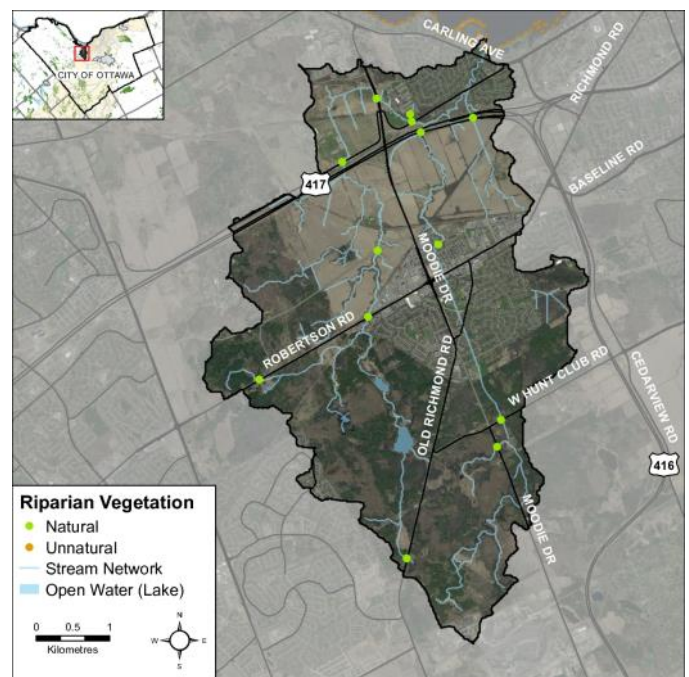 CITY OF OTTAWA
CARLING AVE
RICHMOND RD
BASELINE RD
417
MOODIE DR
ROBERTSON RD
OLD RICHMOND RD
W HUNT CLUB RD
CEDARVIEW RD
416
MOODIE DR
Riparian Vegetation
Natural
Unnatural
Stream Network
Open Water (Lake)
0 0.5 1
Kilometres
N
W E
S